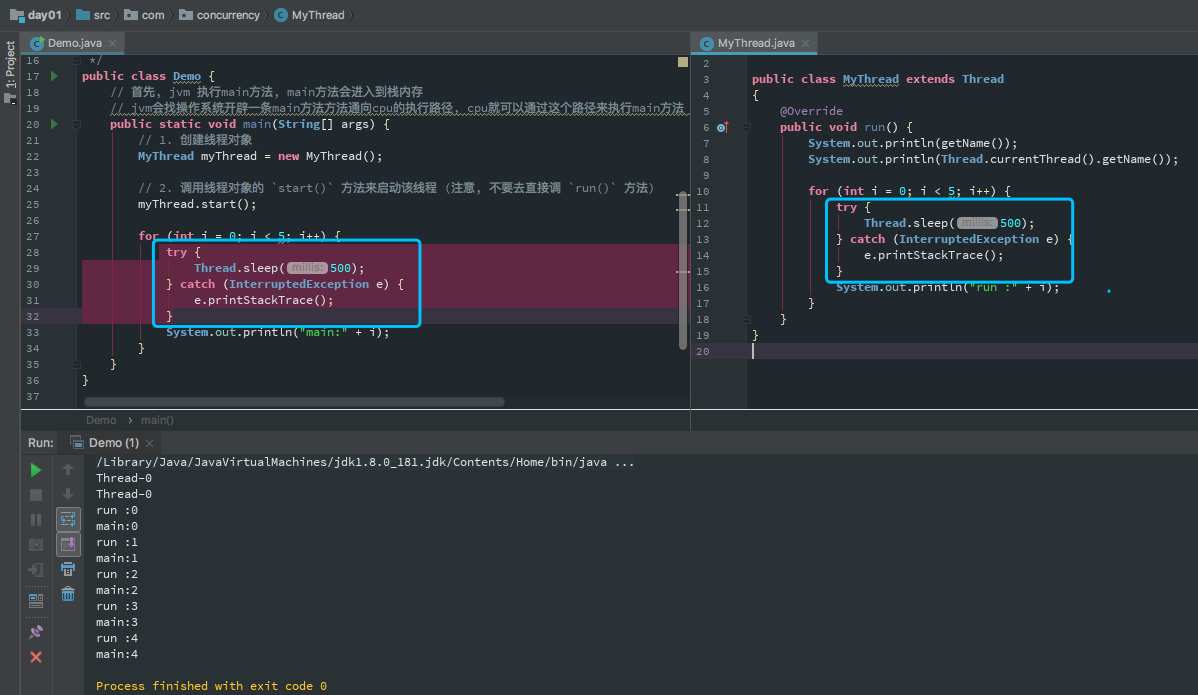 day01 src com concurrency MyThread
1: Project
Demo.java
16 */
17 public class Demo {
18 // 首先, jvm 执行main方法, main方法会进入到栈内存
19 // jvm会找操作系统开辟一条main方法方法通向cpu的执行路径, cpu就可以通过这个路径来执行main方法
20 public static void main(String[] args) {
21 // 1. 创建线程对象
22 MyThread myThread = new MyThread();
23
24 // 2. 调用线程对象的 `start()` 方法来启动该线程 (注意, 不要去直接调 `run()` 方法)
25 myThread.start();
26
27 for (int i = 0; i < 5; i++) {
28 try {
29 Thread.sleep( millis: 500);
30 } catch (InterruptedException e) {
31 e.printStackTrace();
32 }
33 System.out.println("main:" + i);
34 }
35 }
36 }
37
Demo › main()
MyThread.java
2
3 public class MyThread extends Thread
4 {
5 @Override
6 public void run() {
7 System.out.println(getName());
8 System.out.println(Thread.currentThread().getName());
9
10 for (int i = 0; i < 5; i++) {
11 try {
12 Thread.sleep( millis: 500);
13 } catch (InterruptedException e) {
14 e.printStackTrace();
15 }
16 System.out.println("run :" + i);
17 }
18 }
19 }
20
Run: Demo (1)
/Library/Java/JavaVirtualMachines/jdk1.8.0_181.jdk/Contents/Home/bin/java ...
Thread-0
Thread-0
run :0
main:0
run :1
main:1
run :2
main:2
run :3
main:3
run :4
main:4
Process finished with exit code 0